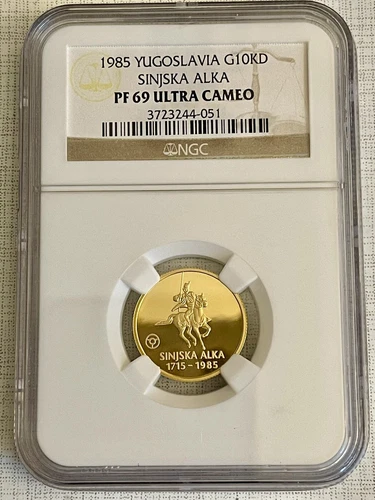 1985 YUGOSLAVIA G10KD
SINJSKA ALKA
PF 69 ULTRA CAMEO
3723244-051
NGC
SINJSKA ALKA
1715-1985